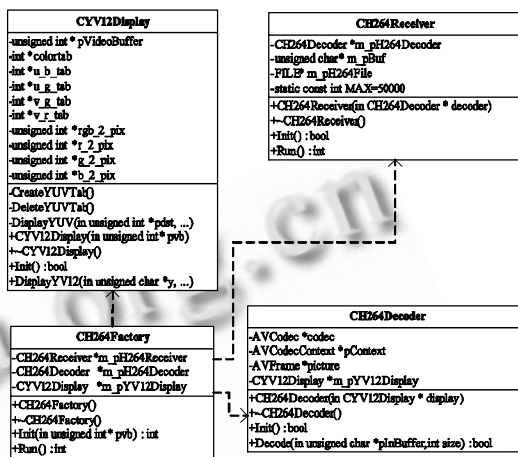 CYV12Display
-unsigned int * pVideoBuffer
-int *colortab
-int *u_b_tab
-int *u_g_tab
-int *v_g_tab
-int *v_r_tab
-unsigned int *rgb_2_pix
-unsigned int *r_2_pix
-unsigned int *g_2_pix
-unsigned int *b_2_pix
-CreateYUVTab()
-DeleteYUVTab()
-DisplayYUV(in unsigned int *pdst, ...)
+CYV12Display(in unsigned int* pvb)
+~CYV12Display()
+Init() : bool
+DisplayYV12(in unsigned char *y, ...)
CH264Receiver
-CH264Decoder *m_pH264Decoder
-unsigned char* m_pBuf
-FILE* m_pH264File
-static const int MAX=50000
+CH264Receiver(in CH264Decoder * decoder)
+~CH264Receiver()
+Init() : bool
+Run() : int
CH264Factory
-CH264Receiver *m_pH264Receiver
-CH264Decoder *m_pH264Decoder
-CYV12Display *m_pYV12Display
+CH264Factory()
+~CH264Factory()
+Init(in unsigned int* pvb) : int
+Run() : int
CH264Decoder
-AVCodec *codec
-AVCodecContext *pContext
-AVFrame *picture
-CYV12Display *m_pYV12Display
+CH264Decoder(in CYV12Display * display)
+~CH264Decoder()
+Init() : bool
+Decode(in unsigned char *pInBuffer,int size) : bool